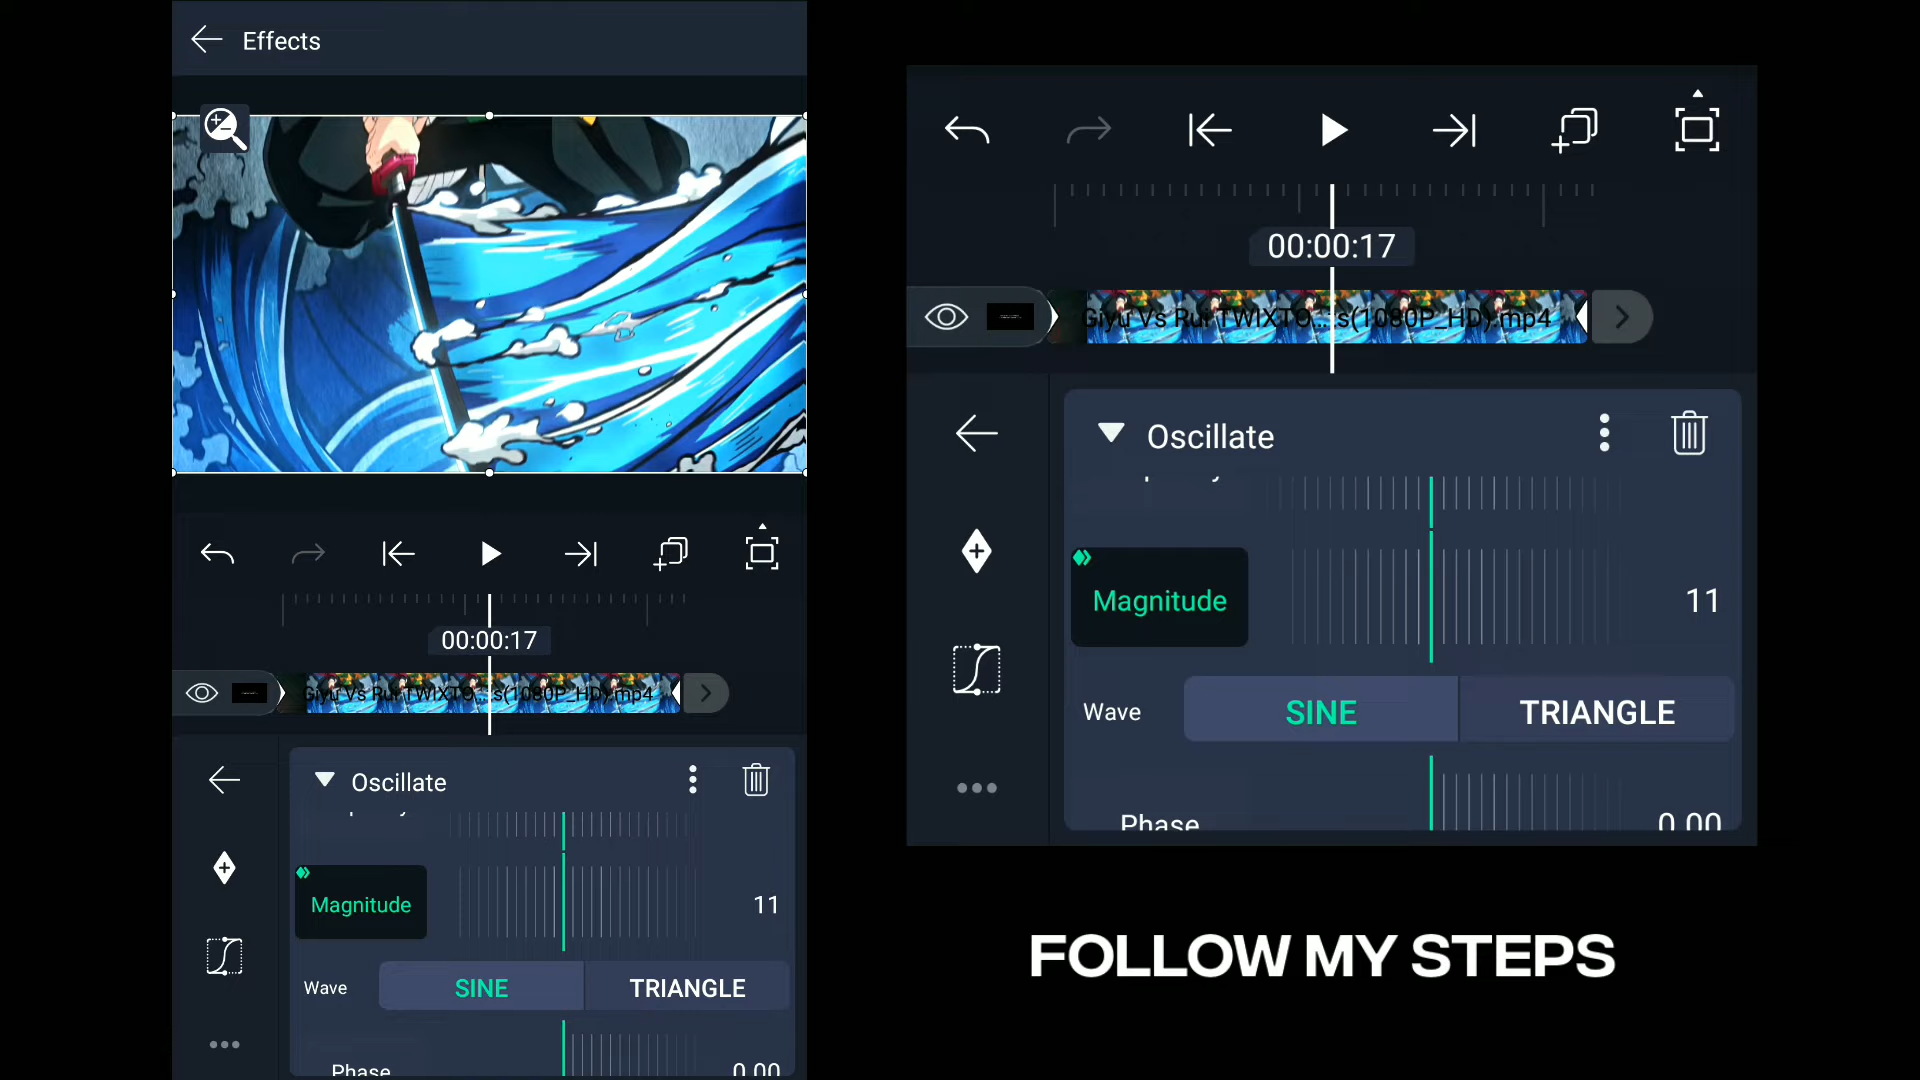 Effects
00:00:17
Giyu Vs Rui TWIXTO...s(1080P_HD).mp4
Oscillate
Magnitude
11
Wave
SINE
TRIANGLE
Phase
0.00
00:00:17
Giyu Vs Rui TWIXTO...s(1080P_HD).mp4
Oscillate
Magnitude
11
Wave
SINE
TRIANGLE
Phase
0.00
FOLLOW MY STEPS